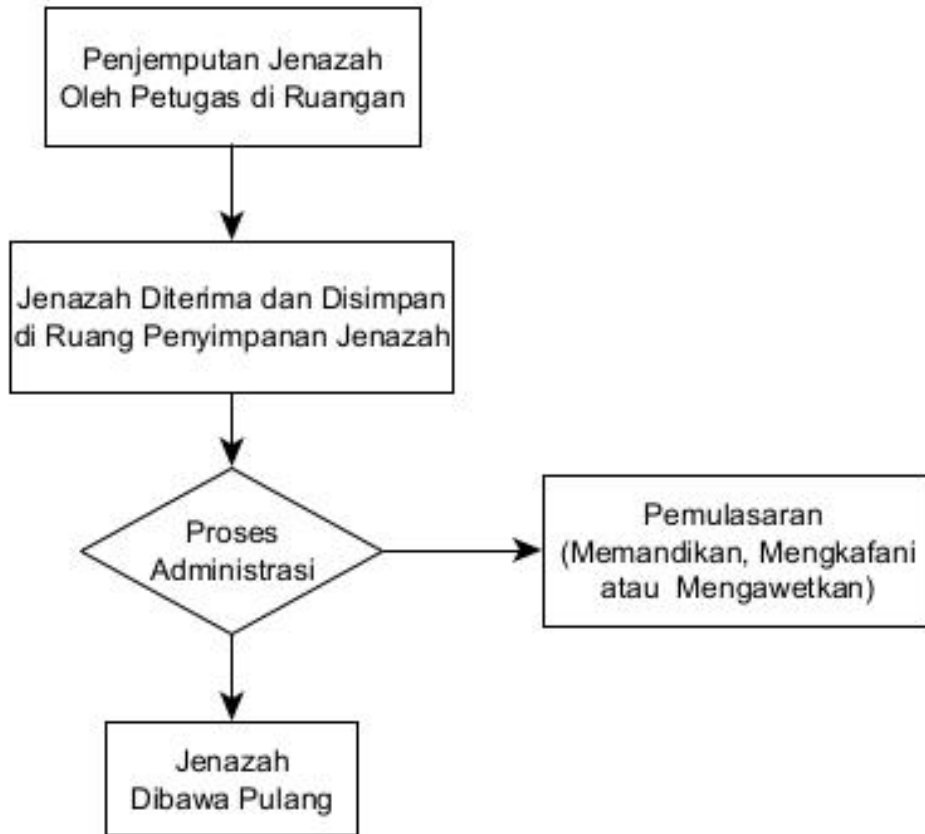 Penjemputan Jenazah
Oleh Petugas di Ruangan
Jenazah Diterima dan Disimpan
di Ruang Penyimpanan Jenazah
Proses
Administrasi
Pemulasaran
(Memandikan, Mengkafani
atau Mengawetkan)
Jenazah
Dibawa Pulang